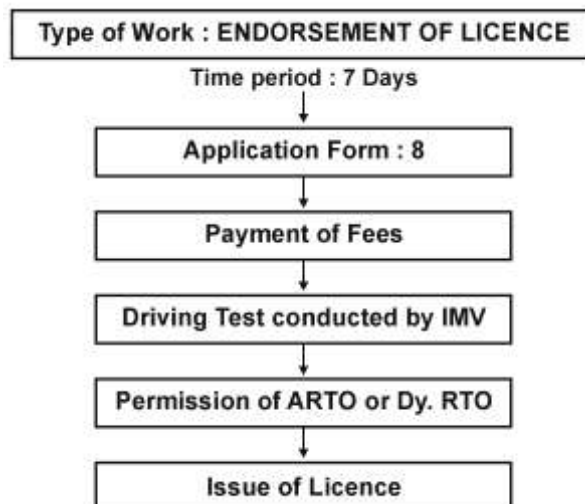 Type of Work : ENDORSEMENT OF LICENCE
Time period : 7 Days
Application Form : 8
Payment of Fees
Driving Test conducted by IMV
Permission of ARTO or Dy. RTO
Issue of Licence